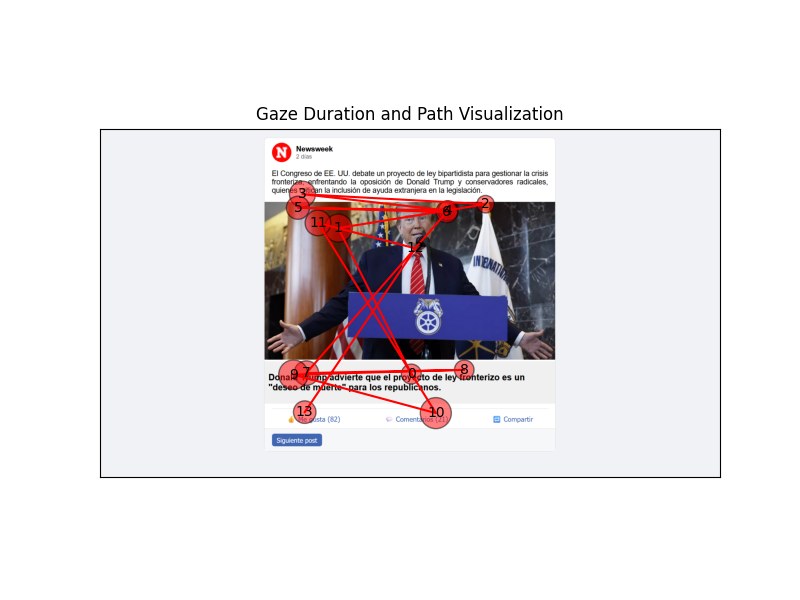 Gaze Duration and Path Visualization
N
Newsweek
2 días
El Congreso de EE. UU. debate un proyecto de ley bipartidista para gestionar la crisis
fronteriza, enfrentando la oposición de Donald Trump y conservadores radicales,
quienes critican la inclusión de ayuda extranjera en la legislación.
3
5
11
1
4
2
12
INTERNATI
9
7
0
8
Donald Trump advierte que el proyecto de ley fronterizo es un
"deseo de muerte" para los republicanos.
13
10
Me gusta (82)
Comentarios (21)
Compartir
Siguiente post